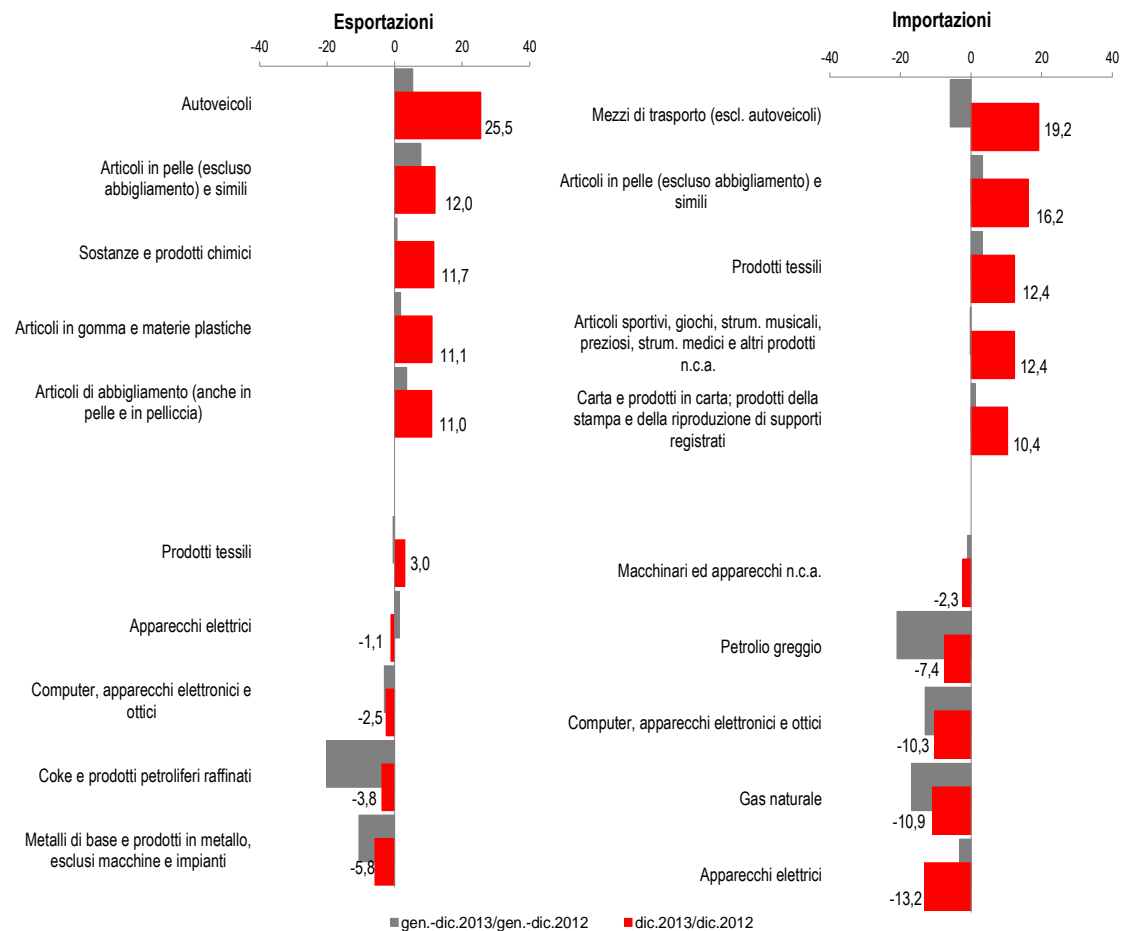 Esportazioni
-40
-20
0
20
40
Autoveicoli
25,5
Articoli in pelle (escluso
abbigliamento) e simili
12,0
Sostanze e prodotti chimici
11,7
Articoli in gomma e materie plastiche
11,1
Articoli di abbigliamento (anche in
pelle e in pelliccia)
11,0
Prodotti tessili
3,0
Apparecchi elettrici
-1,1
Computer, apparecchi elettronici e
ottici
-2,5
Coke e prodotti petroliferi raffinati
-3,8
Metalli di base e prodotti in metallo,
esclusi macchine e impianti
-5,8
Importazioni
-40
-20
0
20
40
Mezzi di trasporto (escl. autoveicoli)
19,2
Articoli in pelle (escluso abbigliamento) e
simili
16,2
Prodotti tessili
12,4
Articoli sportivi, giochi, strum. musicali,
preziosi, strum. medici e altri prodotti
n.c.a.
12,4
Carta e prodotti in carta; prodotti della
stampa e della riproduzione di supporti
registrati
10,4
Macchinari ed apparecchi n.c.a.
-2,3
Petrolio greggio
-7,4
Computer, apparecchi elettronici e ottici
-10,3
Gas naturale
-10,9
Apparecchi elettrici
-13,2
gen.-dic.2013/gen.-dic.2012
dic.2013/dic.2012